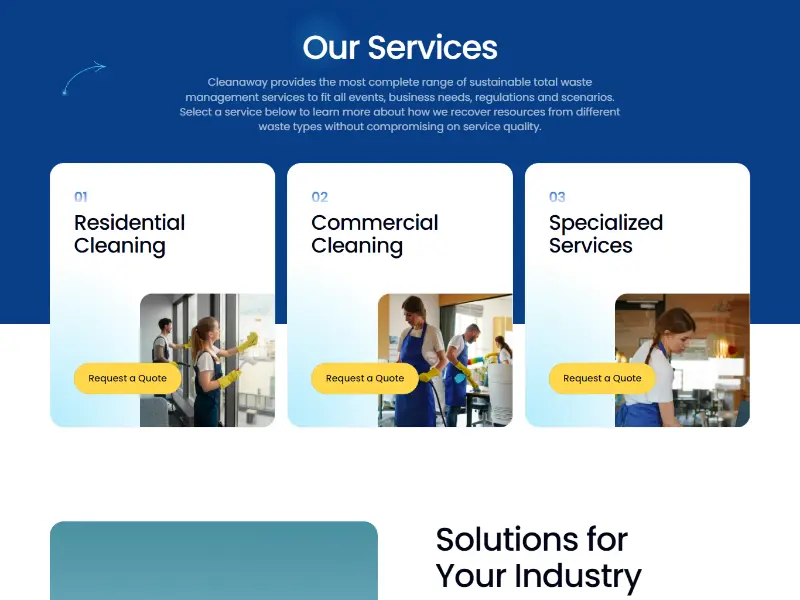 Our Services
Cleanaway provides the most complete range of sustainable total waste
management services to fit all events, business needs, regulations and scenarios.
Select a service below to learn more about how we recover resources from different
waste types without compromising on service quality.
01
Residential
Cleaning
Request a Quote
02
Commercial
Cleaning
Request a Quote
03
Specialized
Services
Request a Quote
Solutions for
Your Industry